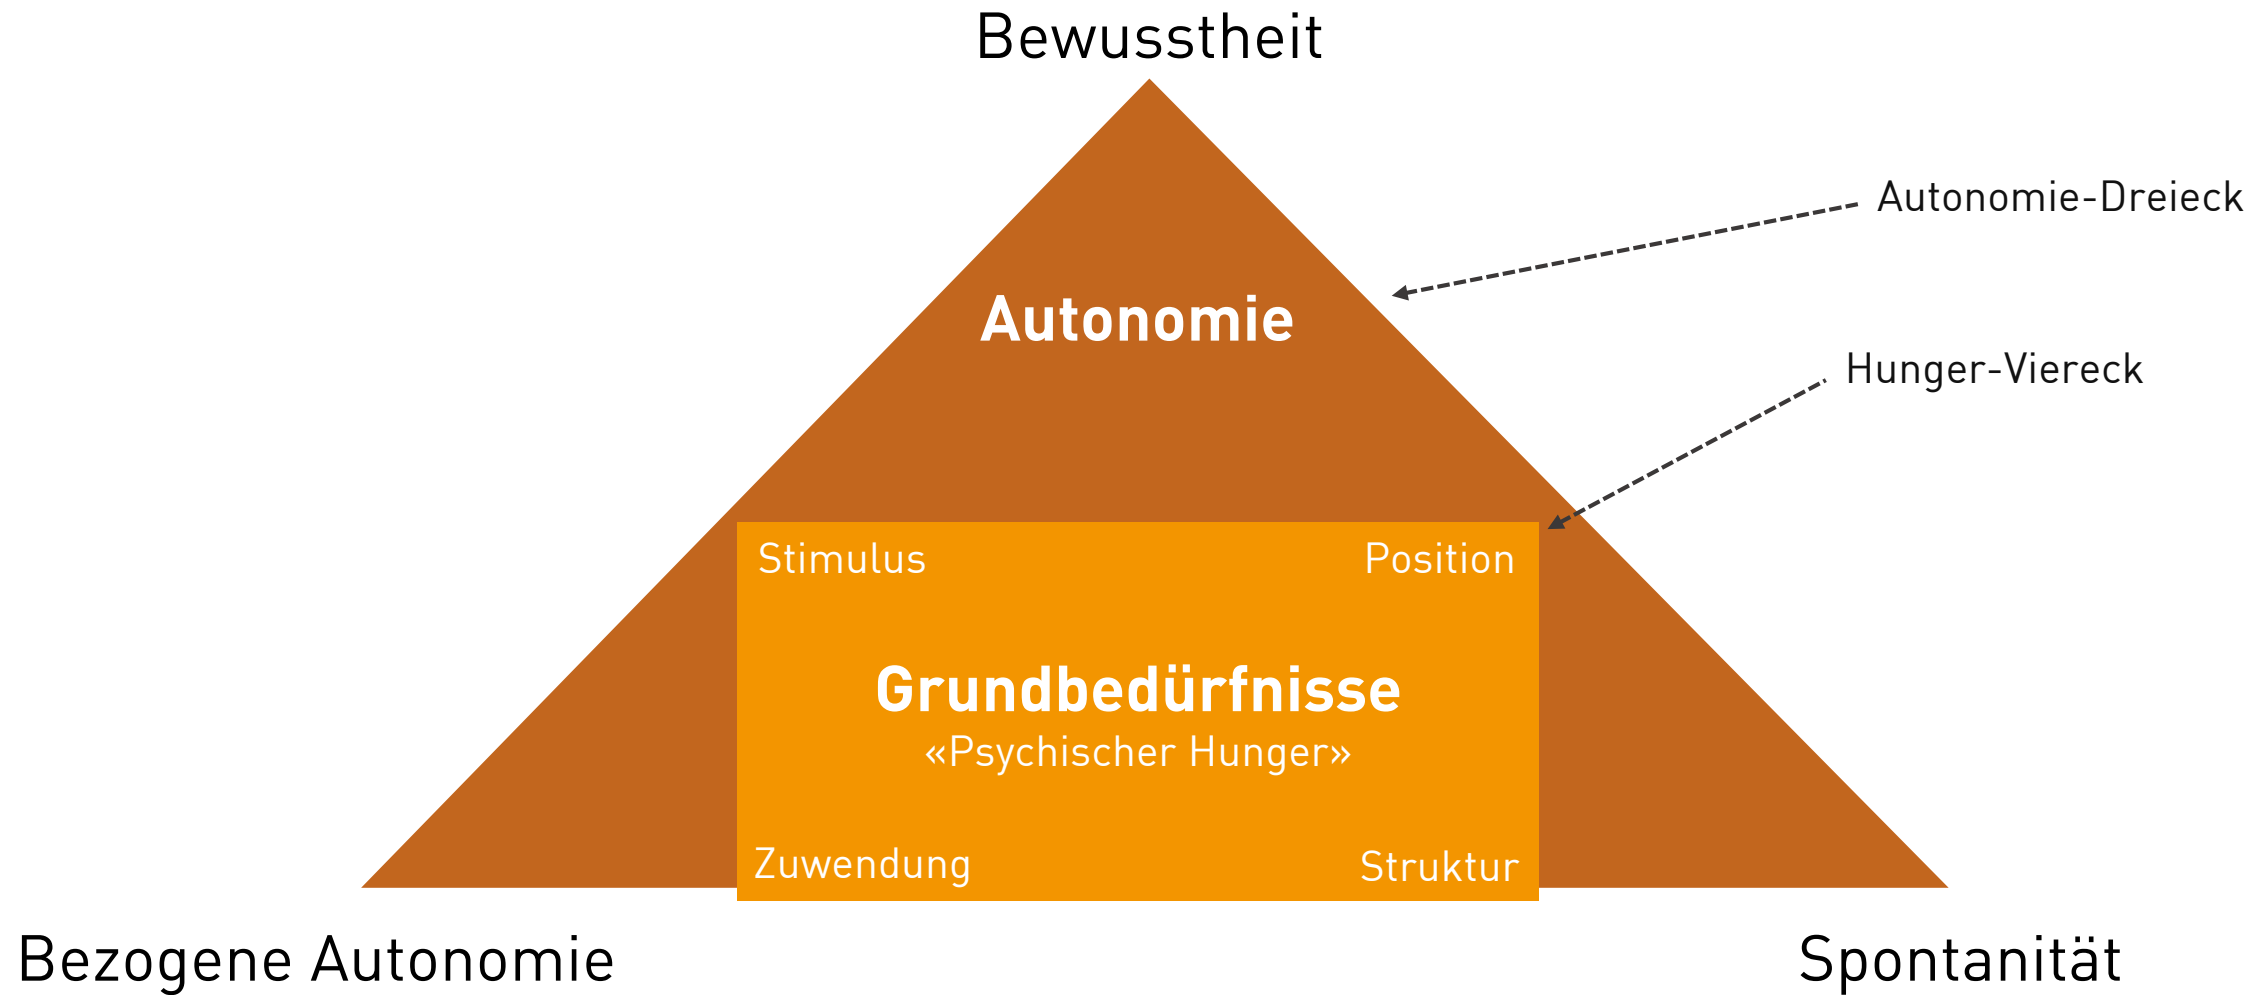 Bewusstheit
Autonomie-Dreieck
Autonomie
Hunger-Viereck
Stimulus
Position
Grundbedürfnisse
«Psychischer Hunger»
Zuwendung
Struktur
Bezogene Autonomie
Spontanität